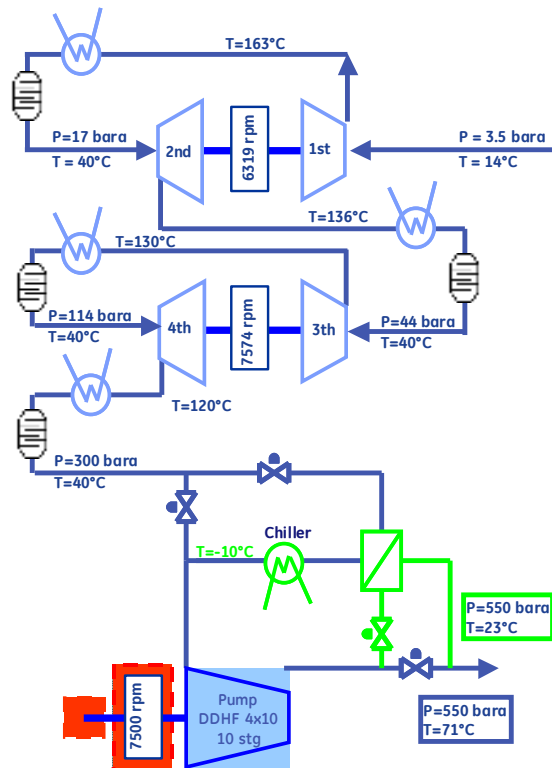 T=163°C
P=17 bara
T = 40°C
2nd
6319 rpm
1st
P = 3.5 bara
T = 14°C
T=136°C
T=130°C
P=114 bara
T=40°C
4th
7574 rpm
3th
P=44 bara
T=40°C
T=120°C
P=300 bara
T=40°C
Chiller
T=-10°C
P=550 bara
T=23°C
7500 rpm
Pump
DDHF 4x10
10 stg
P=550 bara
T=71°C